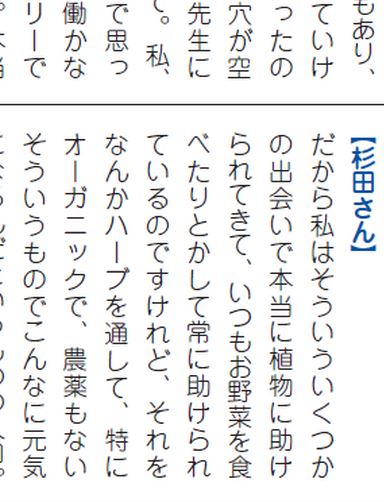 もあり、
ていけ
ったの
穴が空
先生に
て。私、
で思っ
働かな
リーで
【杉田さん】
だから私はそういういくつか
の出会いで本当に植物に助け
られてきて、いつもお野菜を食
べたりとかして常に助けられ
ているのですけれど、それを
なんかハーブを通して、特に
オーガニックで、農薬もない
そういうものでこんなに元気